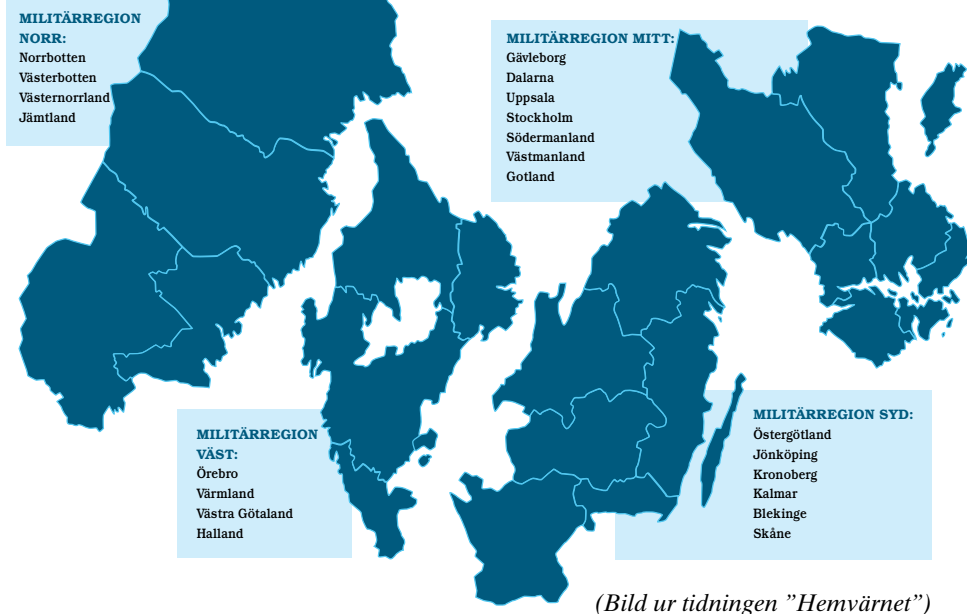 MILITÄRREGION
NORR:
Norrbotten
Västerbotten
Västernorrland
Jämtland
MILITÄRREGION MITT:
Gävleborg
Dalarna
Uppsala
Stockholm
Södermanland
Västmanland
Gotland
MILITÄRREGION
VÄST:
Örebro
Värmland
Västra Götaland
Halland
MILITÄRREGION SYD:
Östergötland
Jönköping
Kronoberg
Kalmar
Blekinge
Skåne
(Bild ur tidningen ”Hemvärnet”)